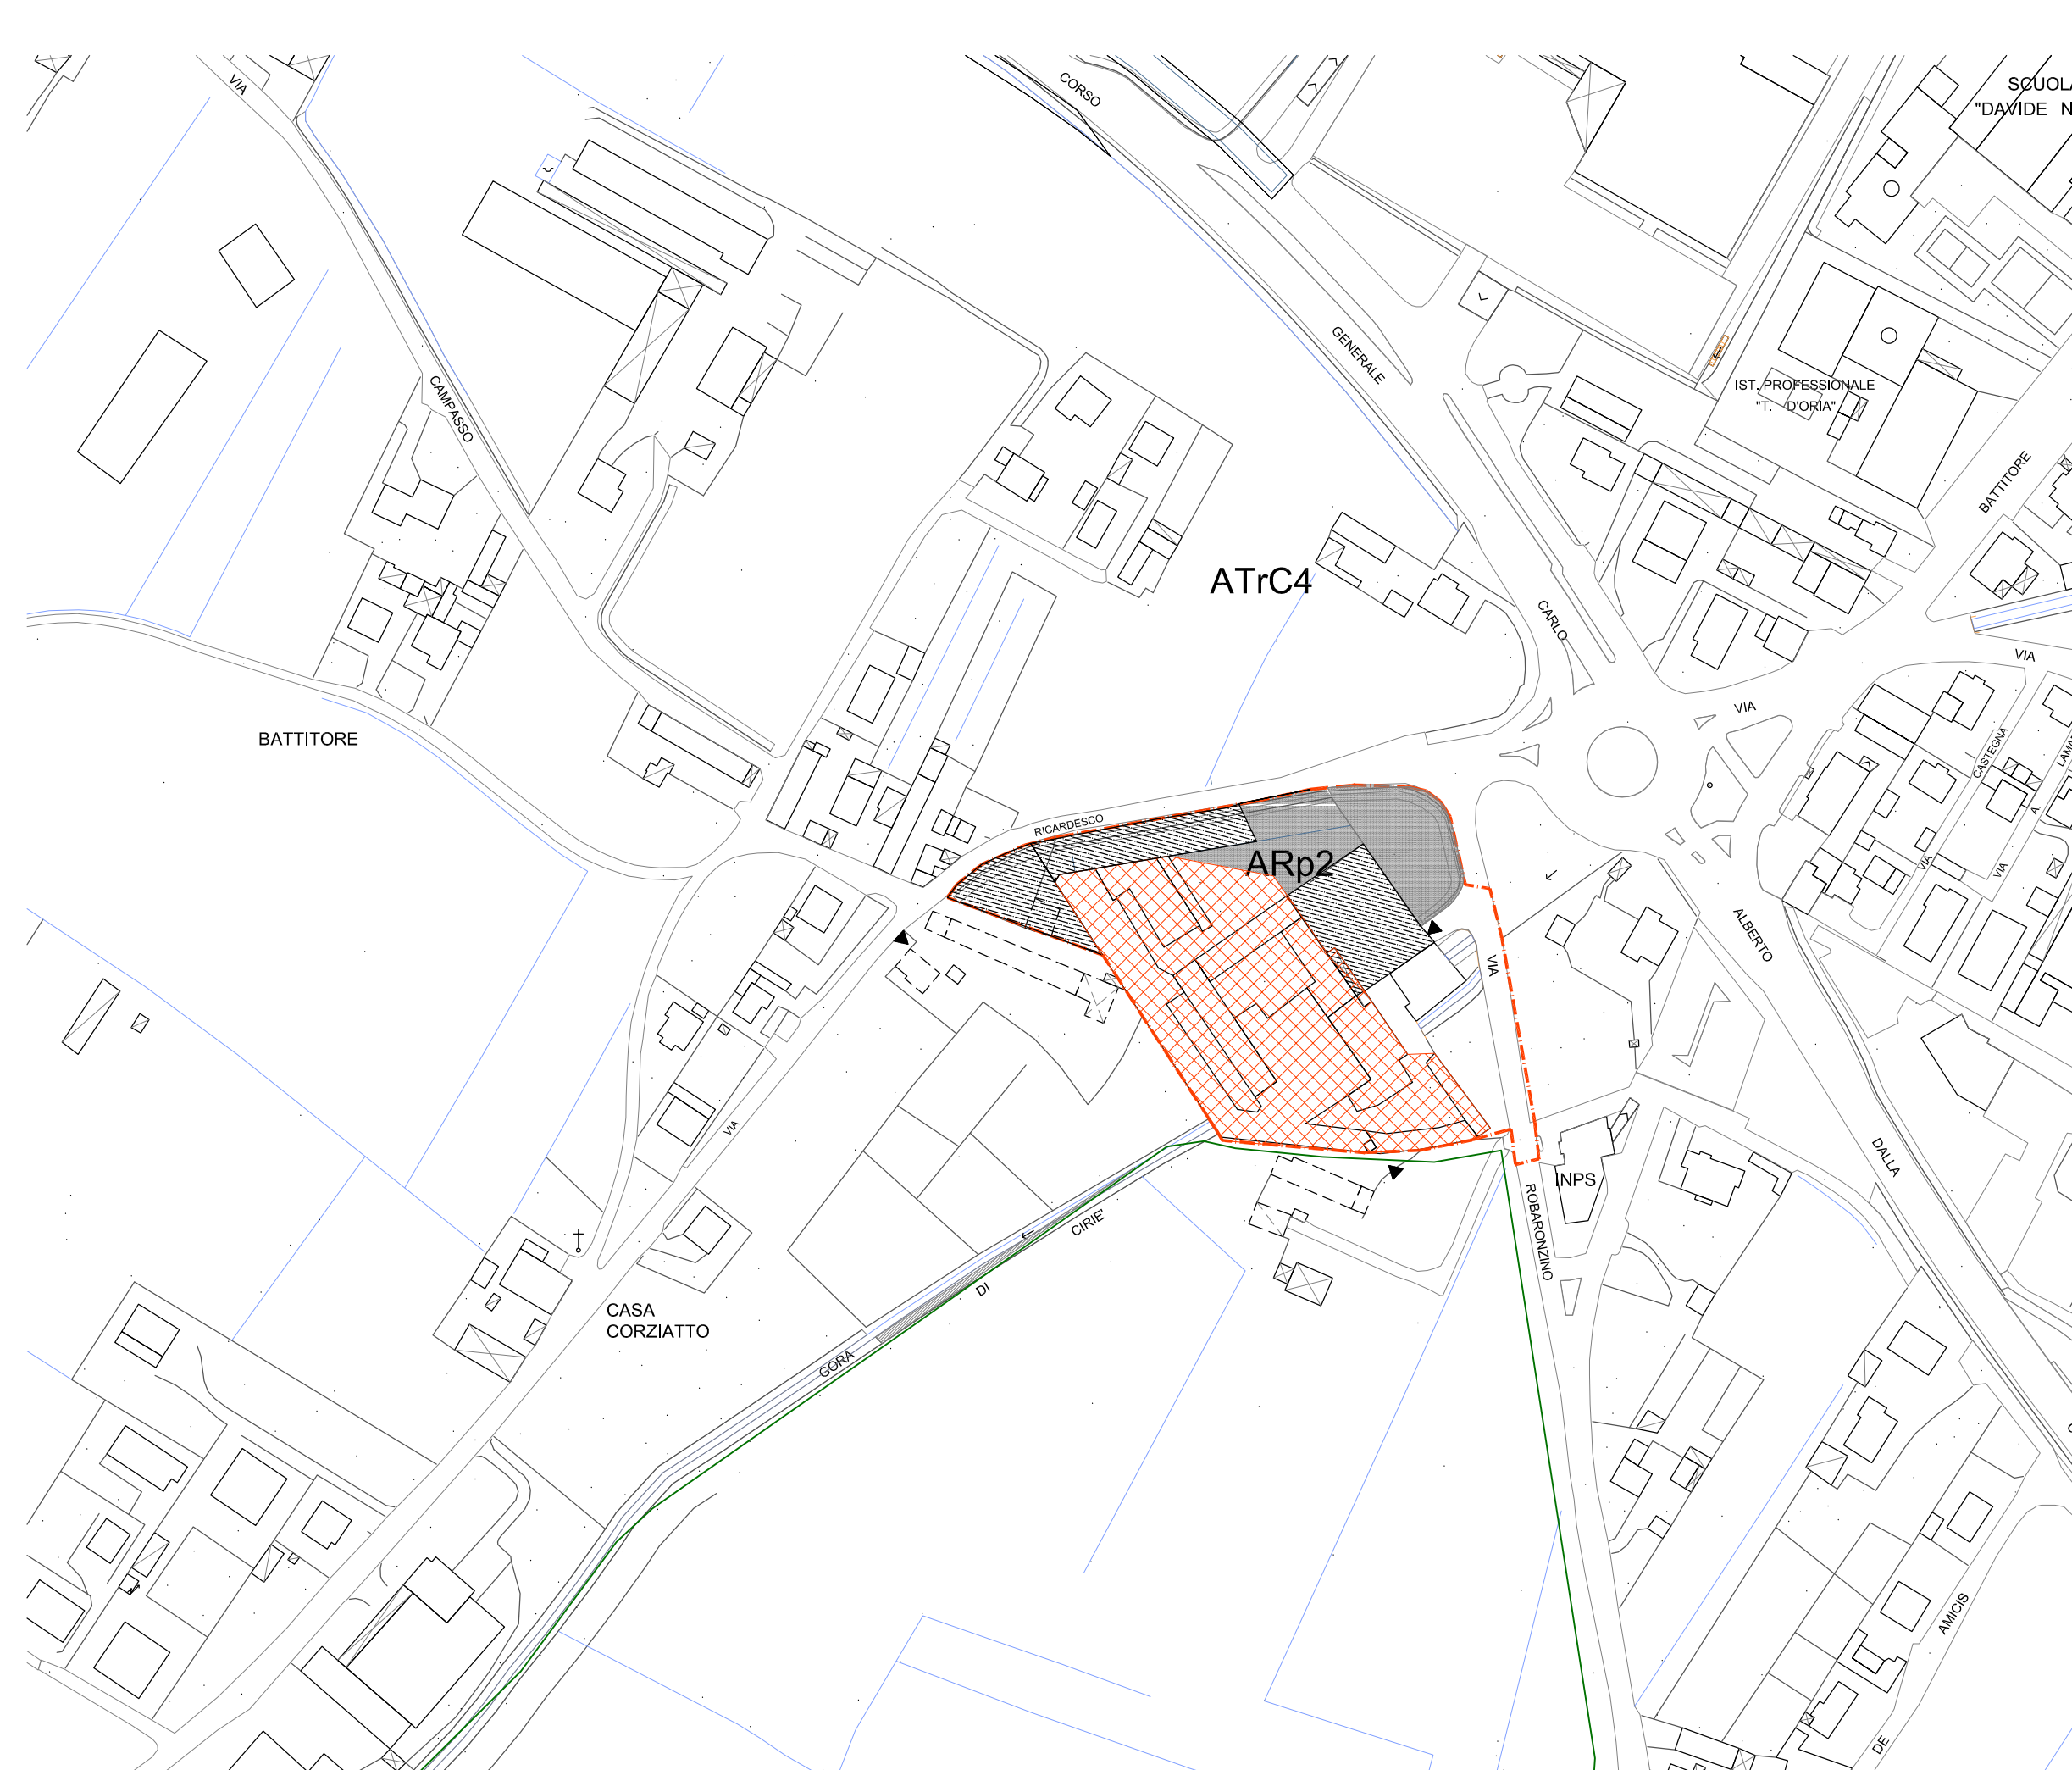 VIA
CORSO
SCUOLA
"DAVIDE N
GENERALE
IST. PROFESSIONALE
"T. D'ORIA"
CAMPASSO
BATTITORE
ATrC4
CARLO
VIA
VIA
BATTITORE
CASTEGNA
RICARDESCO
A.
ARp2
VIA
VIA
ALBERTO
VIA
VIA
DALLA
INPS
CIRIE'
ROBARONZINO
DI
CASA
CORZIATTO
GORA
AMICIS
DE